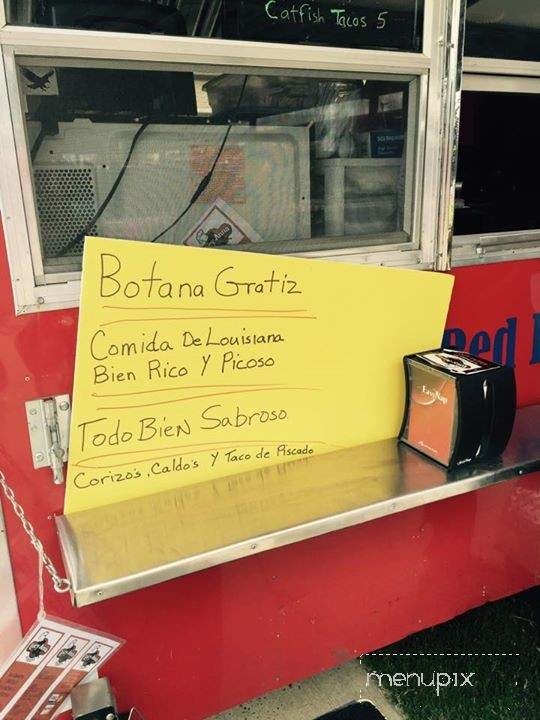 Catfish Tacos 5
Botana Gratiz
Comida De Louisiana
Bien Rico Y Picoso
Todo Bien Sabroso
Corizo's, Caldo's Y Taco de Piscado
Red
EasyNap
menupix